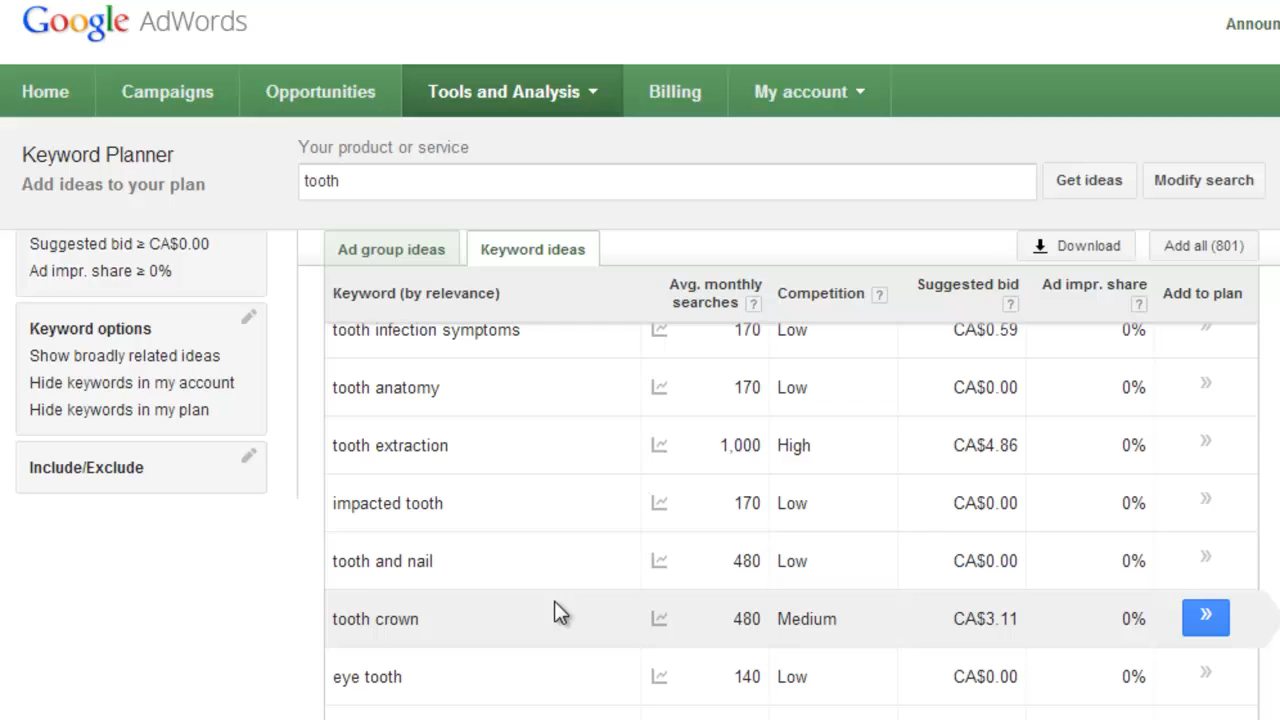 Google AdWords
Announ
Home Campaigns Opportunities Tools and Analysis Billing My account
Keyword Planner
Add ideas to your plan
Your product or service
tooth
Get ideas
Modify search
Suggested bid ≥ CA$0.00
Ad impr. share ≥ 0%
Keyword options
Show broadly related ideas
Hide keywords in my account
Hide keywords in my plan
Include/Exclude
Ad group ideas Keyword ideas Download Add all (801)
Keyword (by relevance) Avg. monthly searches ? Competition ? Suggested bid ? Ad impr. share ? Add to plan
tooth infection symptoms 170 Low CA$0.59 0% »
tooth anatomy 170 Low CA$0.00 0% »
tooth extraction 1,000 High CA$4.86 0% »
impacted tooth 170 Low CA$0.00 0% »
tooth and nail 480 Low CA$0.00 0% »
tooth crown 480 Medium CA$3.11 0% »
eye tooth 140 Low CA$0.00 0% »